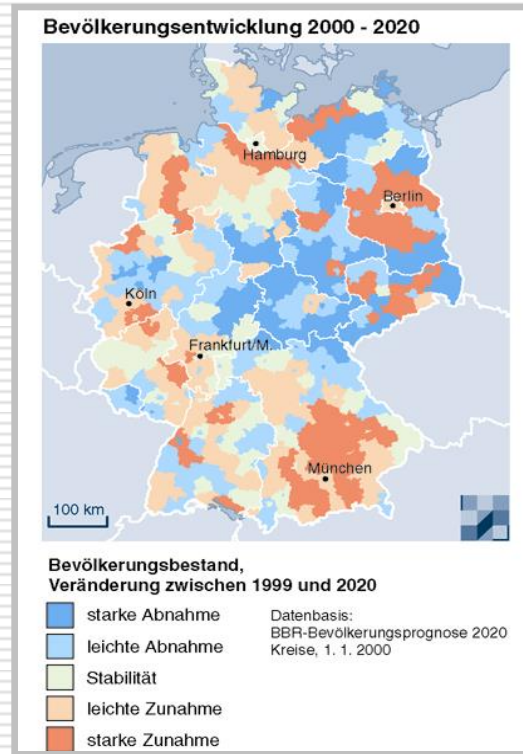 Bevölkerungsentwicklung 2000 - 2020
Hamburg
Berlin
Köln
Frankfurt/M.
München
100 km
Bevölkerungsbestand,
Veränderung zwischen 1999 und 2020
starke Abnahme
leichte Abnahme
Stabilität
leichte Zunahme
starke Zunahme
Datenbasis:
BBR-Bevölkerungsprognose 2020
Kreise, 1. 1. 2000